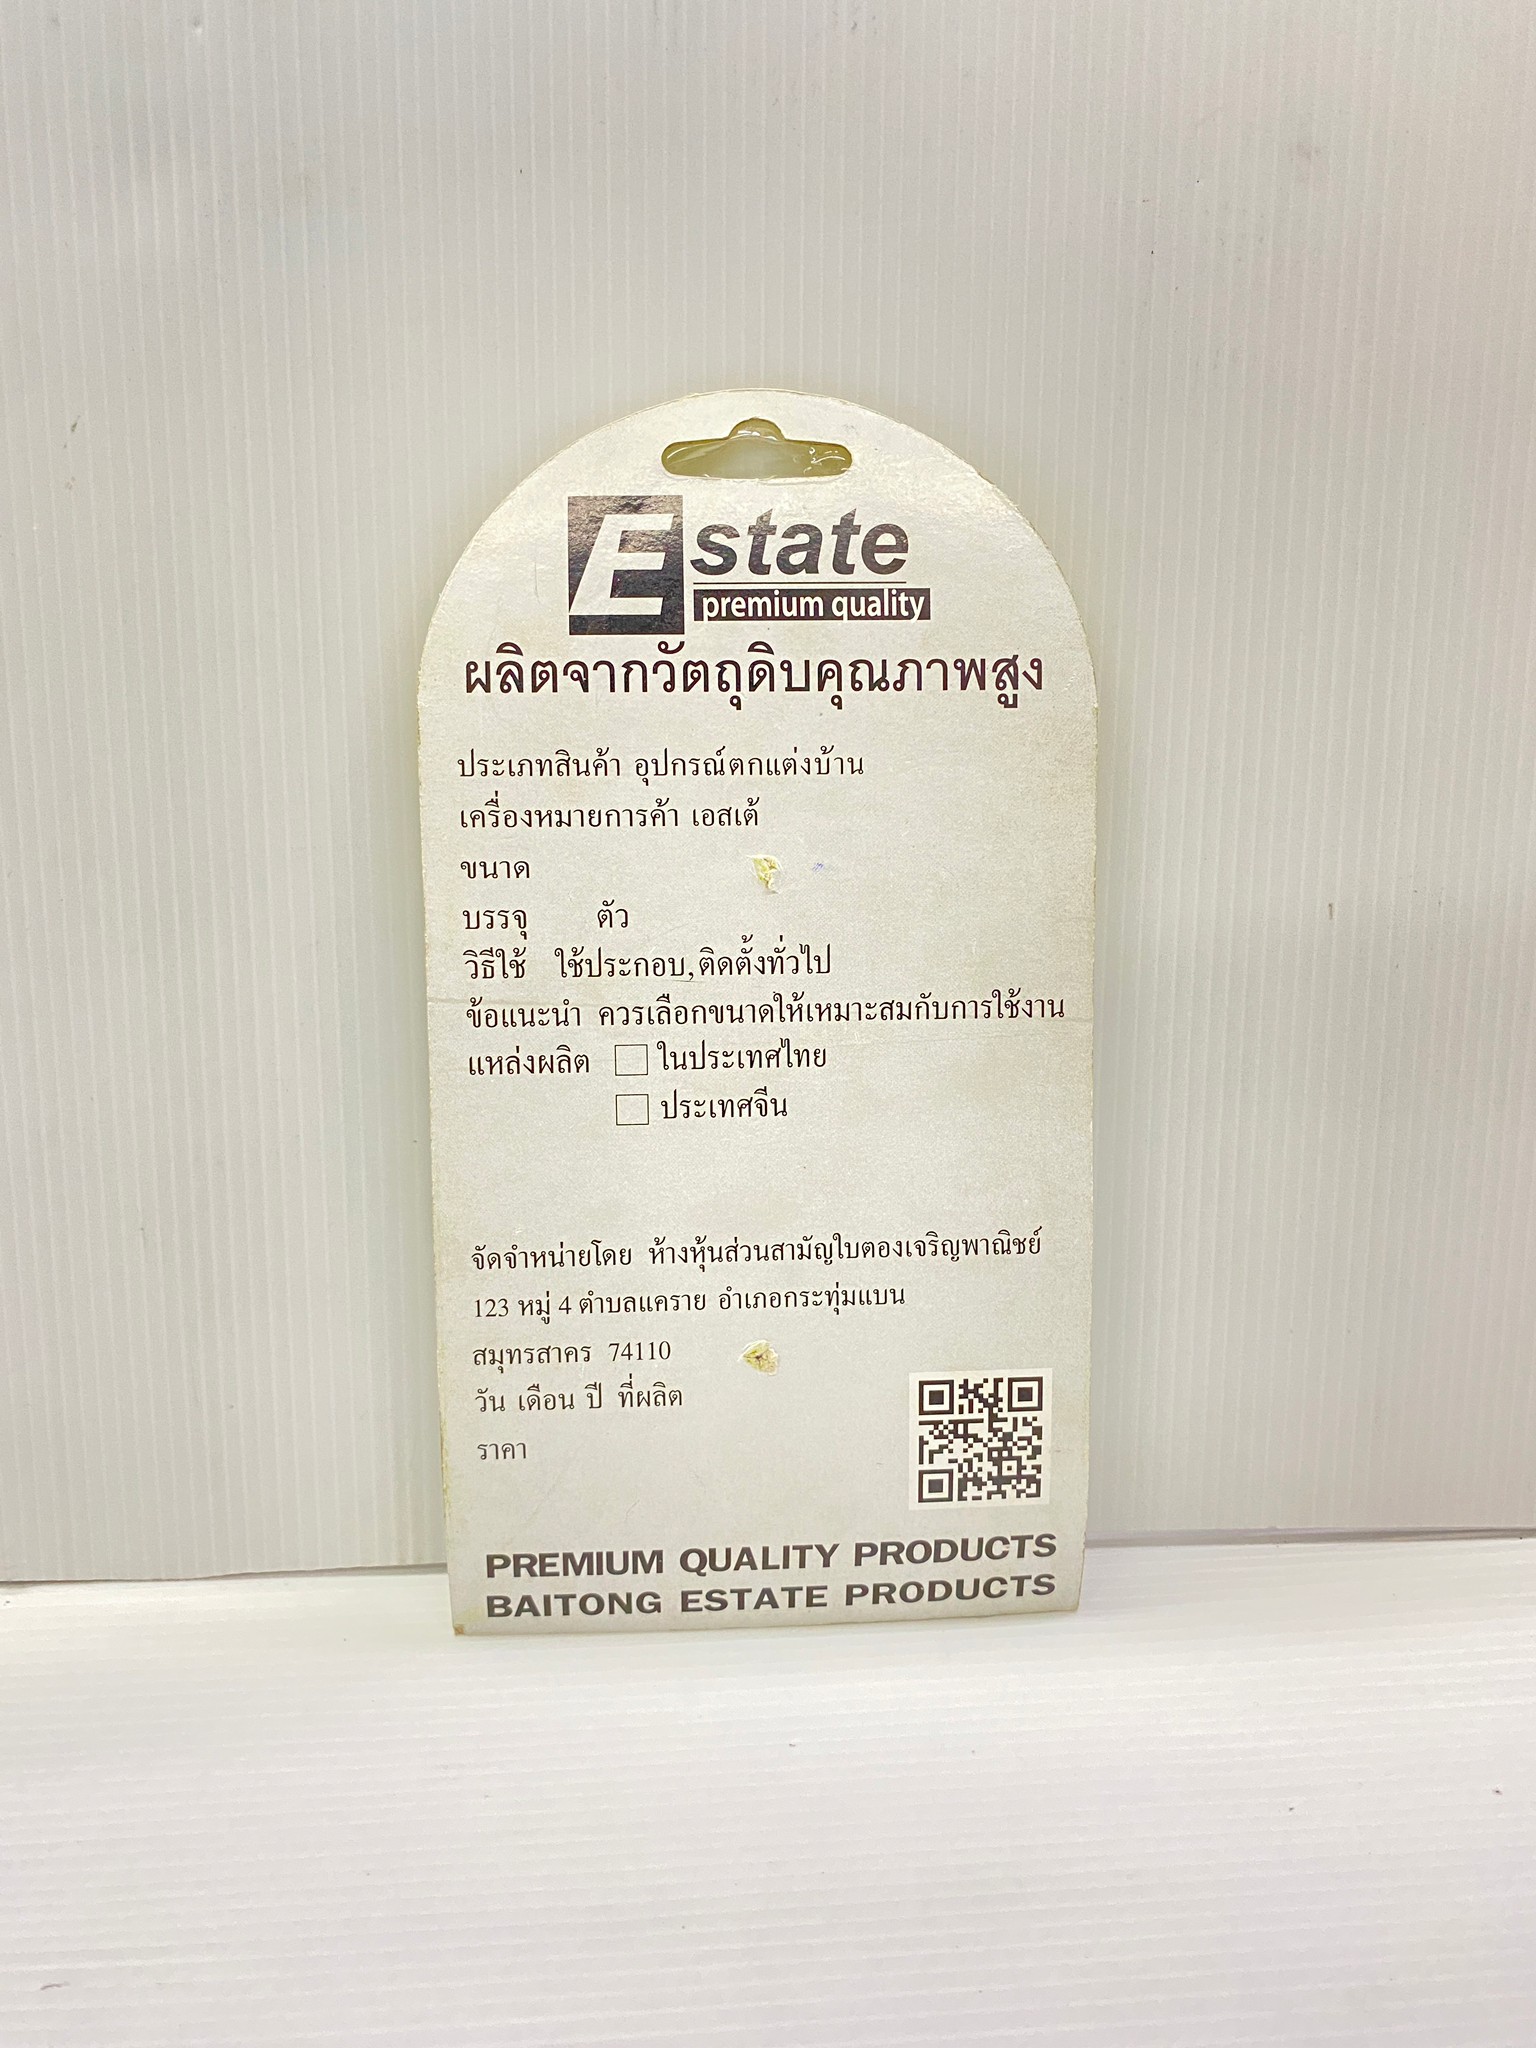 Estate
premium quality
ผลิตจากวัตถุดิบคุณภาพสูง
ประเภทสินค้า อุปกรณ์ตกแต่งบ้าน
เครื่องหมายการค้า เอสเต้
ขนาด
บรรจุ ตัว
วิธีใช้ ใช้ประกอบ,ติดตั้งทั่วไป
ข้อแนะนำ ควรเลือกขนาดให้เหมาะสมกับการใช้งาน
แหล่งผลิต ในประเทศไทย
ประเทศจีน
จัดจำหน่ายโดย ห้างหุ้นส่วนสามัญใบตองเจริญพาณิชย์
123 หมู่ 4 ตำบลแคราย อำเภอกระทุ่มแบน
สมุทรสาคร 74110
วัน เดือน ปี ที่ผลิต
ราคา
PREMIUM QUALITY PRODUCTS
BAITONG ESTATE PRODUCTS